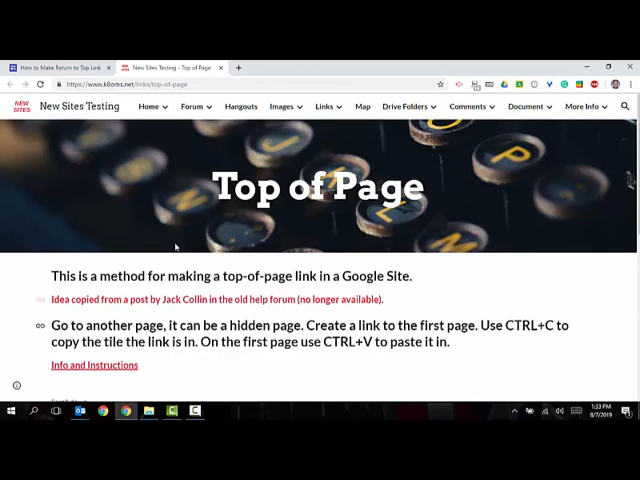 How to Make Return to Top Link
New Sites Testing - Top of Page
https://www.k8oms.net/links/top-of-page
NEW SITES
New Sites Testing
Home
Forum
Hangouts
Images
Links
Map
Drive Folders
Comments
Document
More Info
J
P
N
L
M
Top of Page
This is a method for making a top-of-page link in a Google Site.
Idea copied from a post by Jack Collin in the old help forum (no longer available).
Go to another page, it can be a hidden page. Create a link to the first page. Use CTRL+C to
copy the tile the link is in. On the first page use CTRL+V to paste it in.
Info and Instructions
1:33 PM
8/7/2019